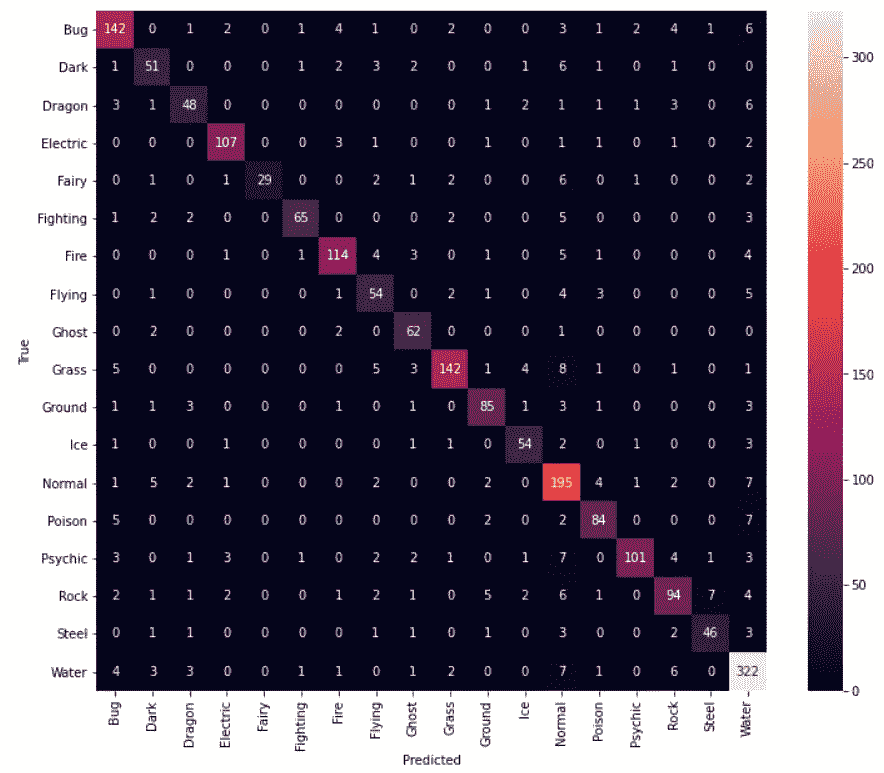 Bug 142 0 1 2 0 1 4 1 0 2 0 0 3 1 2 4 1 6
Dark 1 51 0 0 0 1 2 3 2 0 0 1 6 1 0 1 0 0
Dragon 3 1 48 0 0 0 0 0 0 0 1 2 1 1 1 3 0 6
Electric 0 0 0 107 0 0 3 1 0 0 1 0 1 1 0 1 0 2
Fairy 0 1 0 1 29 0 0 2 1 2 0 0 6 0 1 0 0 2
Fighting 1 2 2 0 0 65 0 0 0 2 0 0 5 0 0 0 0 3
Fire 0 0 0 1 0 1 114 4 3 0 1 0 5 1 0 0 0 4
Flying 0 1 0 0 0 0 1 54 0 2 1 0 4 3 0 0 0 5
Ghost 0 2 0 0 0 0 2 0 62 0 0 0 1 0 0 0 0 0
Grass 5 0 0 0 0 0 0 5 3 142 1 4 8 1 0 1 0 1
Ground 1 1 3 0 0 0 1 0 1 0 85 1 3 1 0 0 0 3
Ice 1 0 0 1 0 0 0 0 1 1 0 54 2 0 1 0 0 3
Normal 1 5 2 1 0 0 0 2 0 0 2 0 195 4 1 2 0 7
Poison 5 0 0 0 0 0 0 0 0 0 2 0 2 84 0 0 0 7
Psychic 3 0 1 3 0 1 0 2 2 1 0 1 7 0 101 4 1 3
Rock 2 1 1 2 0 0 1 2 1 0 5 2 6 1 0 94 7 4
Steel 0 1 1 0 0 0 0 1 1 0 1 0 3 0 0 2 46 3
Water 4 3 3 0 0 1 1 0 1 2 0 0 7 1 0 6 0 322
Bug Dark Dragon Electric Fairy Fighting Fire Flying Ghost Grass Ground Ice Normal Poison Psychic Rock Steel Water
Predicted
True
300
250
200
150
100
50
0